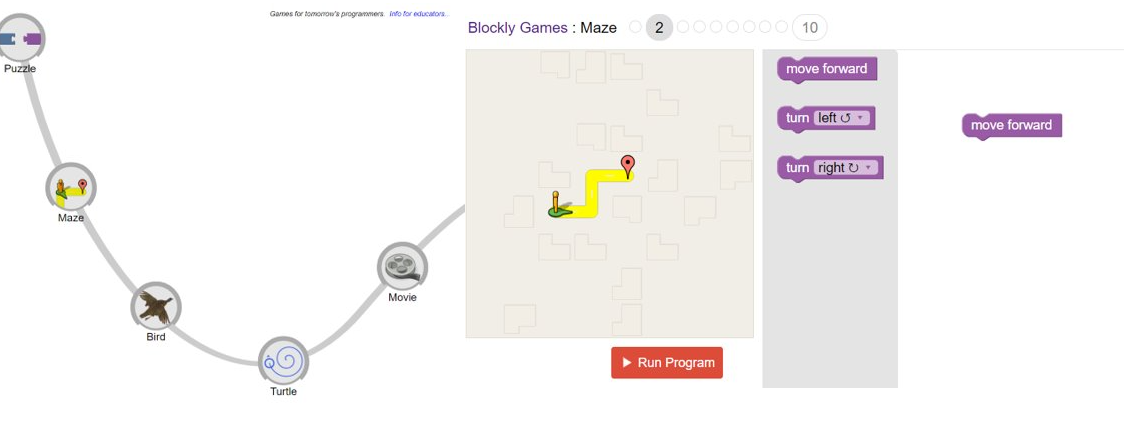 Games for tomorrow's programmers. Info for educators...
Puzzle
Maze
Bird
Turtle
Movie
Blockly Games : Maze 2 10
move forward
turn left ↺ ▾
turn right ↻ ▾
move forward
Run Program